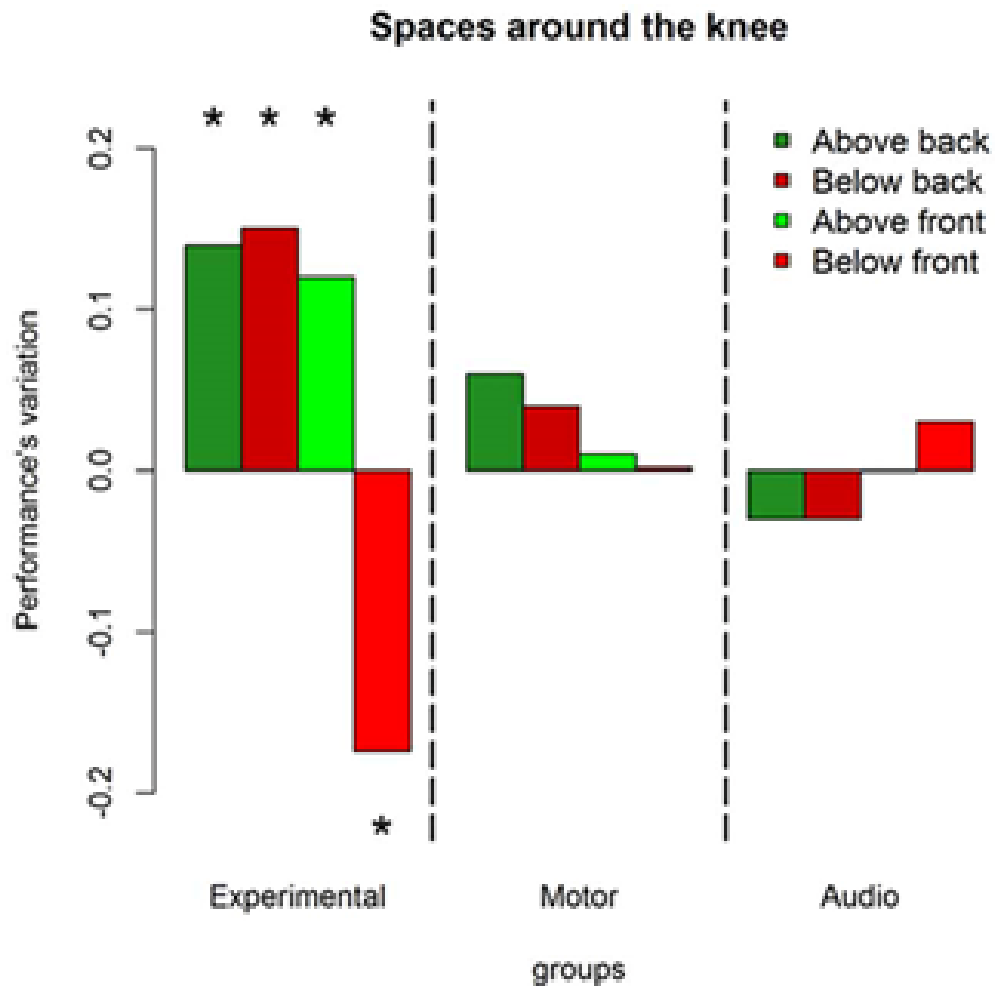 Spaces around the knee
* * *
Above back
Below back
Above front
Below front
0.2
0.1
0.0
-0.1
-0.2
Performance's variation
*
Experimental Motor Audio
groups